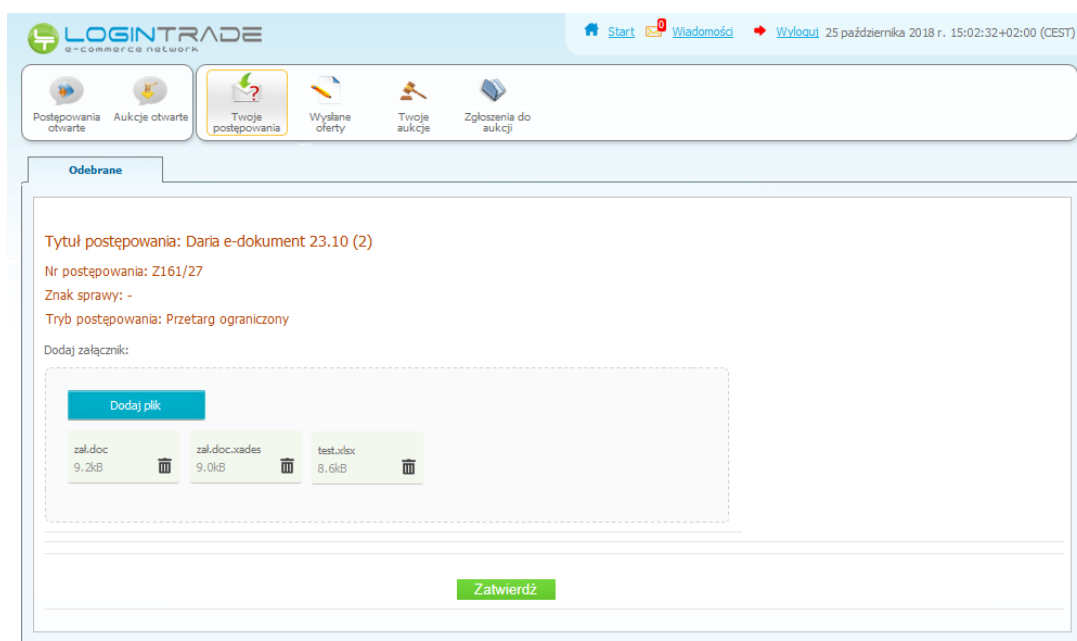 LOGINTRADE
e-commerce network
Start 0 Wiadomości Wyloguj 25 października 2018 r. 15:02:32+02:00 (CEST)
Postępowania otwarte
Aukcje otwarte
Twoje postępowania
Wysłane oferty
Twoje aukcje
Zgłoszenia do aukcji
Odebrane
Tytuł postępowania: Daria e-dokument 23.10 (2)
Nr postępowania: Z161/27
Znak sprawy: -
Tryb postępowania: Przetarg ograniczony
Dodaj załącznik:
Dodaj plik
zał.doc
9.2kB
zał.doc.xades
9.0kB
test.xlsx
8.6kB
Zatwierdź